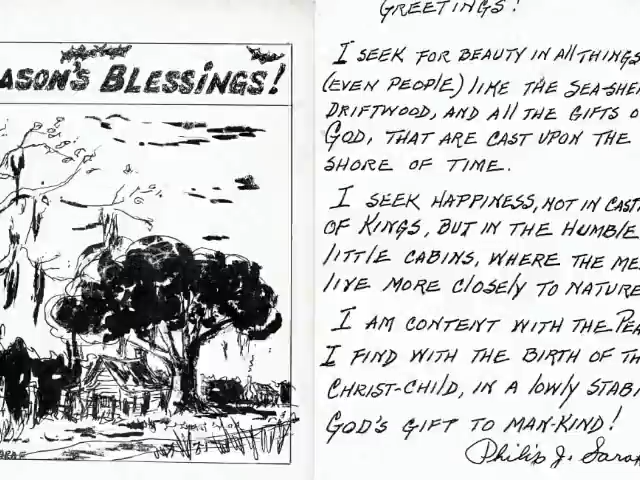 ASON'S BLESSINGS!
GREETINGS!
I SEEK FOR BEAUTY IN All THINGS
(EVEN PEOPLE) LIKE THE SEA-SHE
DRIFTWOOD, AND All THE GIFTS O
GOD, THAT ARE CAST UPON THE
SHORE OF TIME.
I SEEK HAPPINESS, NOT IN CAST
OF KINGS, BUT IN THE HUMBLE
LITTLE CABINS, WHERE THE ME
LIVE MORE CLOSELY TO NATURE
I AM CONTENT WITH THE PEA
I FIND WITH THE BIRTH OF TH
CHRIST-CHILD, IN A LOWLY STAB
GOD'S GIFT TO MAN-KIND!
Philip J.